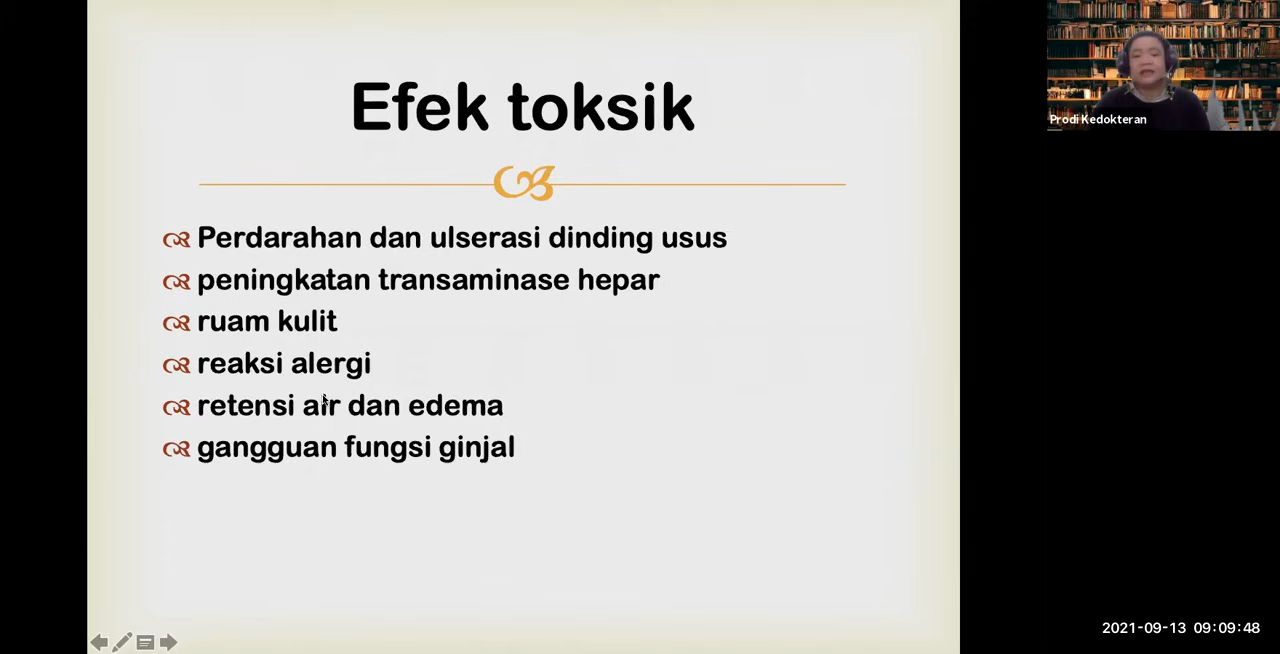 Efek toksik
Perdarahan dan ulserasi dinding usus
peningkatan transaminase hepar
ruam kulit
reaksi alergi
retensi air dan edema
gangguan fungsi ginjal
Prodi Kedokteran
2021-09-13 09:09:48